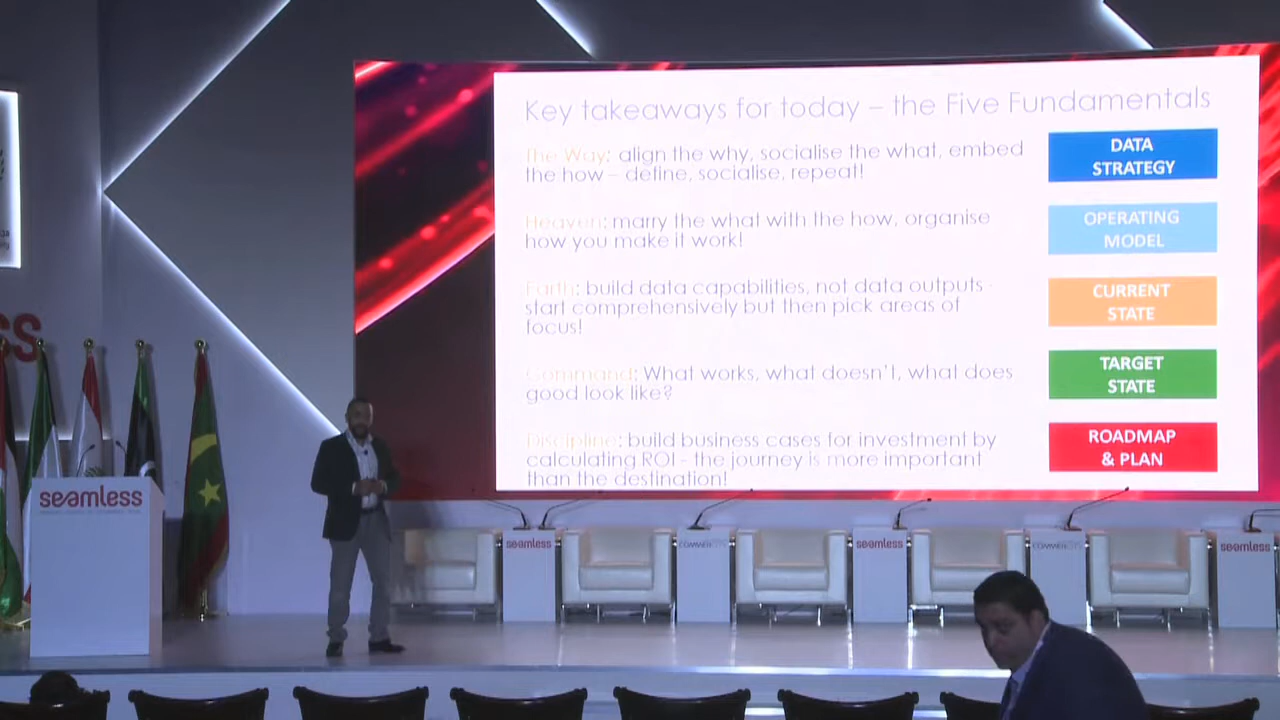 Key takeaways for today – the Five Fundamentals
The Way: align the why, socialise the what, embed
the how – define, socialise, repeat!
DATA
STRATEGY
Heaven: marry the what with the how, organise
how you make it work!
OPERATING
MODEL
Earth: build data capabilities, not data outputs -
start comprehensively but then pick areas of
focus!
CURRENT
STATE
Command: What works, what doesn't, what does
good look like?
TARGET
STATE
Discipline: build business cases for investment by
calculating ROI - the journey is more important
than the destination!
ROADMAP
& PLAN
ss
seamless
seamless
seamless
seamless